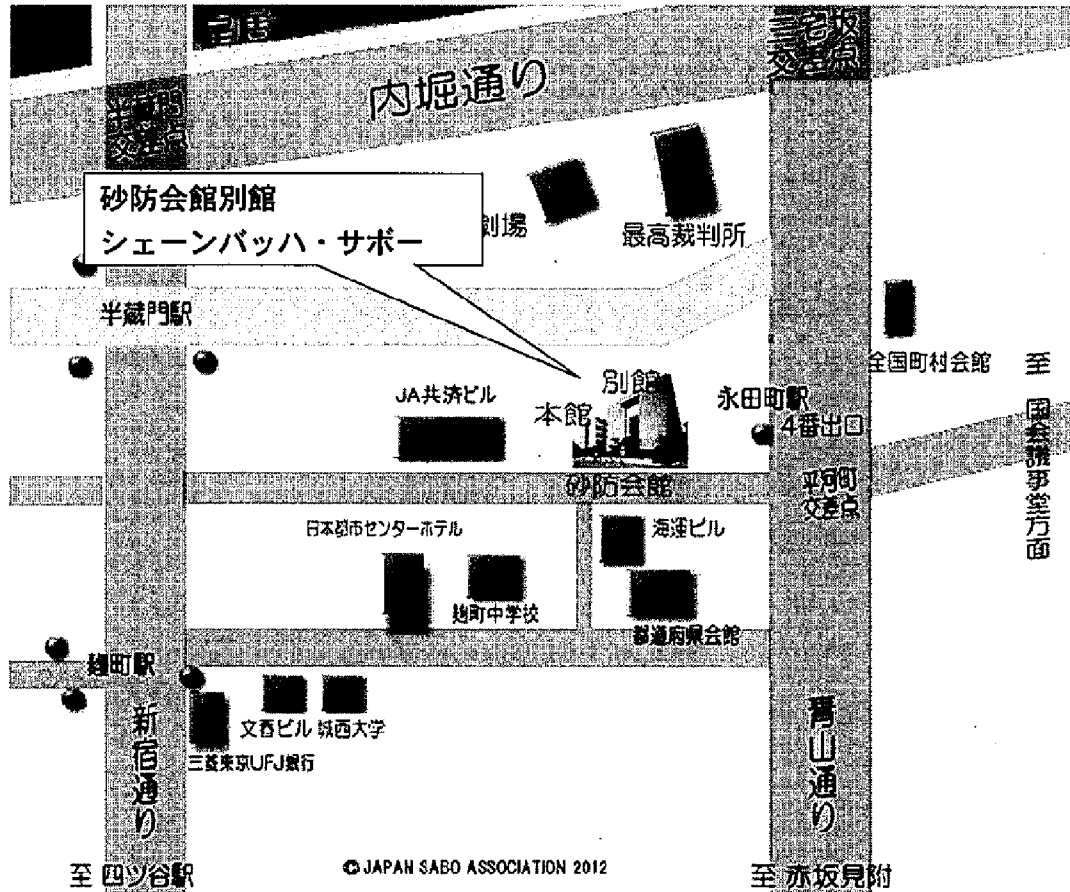 三宅坂
交差点
内堀通り
半蔵門
交差点
砂防会館別館
シェーンバッハ・サボー
劇場
最高裁判所
半蔵門駅
全国町村会館
至 国会議事堂方面
別館
JA共済ビル
本館
永田町駅
4番出口
砂防会館
平河町
交差点
日本都市センターホテル
海運ビル
麹町中学校
都道府県会館
麹町駅
新宿通り
文春ビル
城西大学
三菱東京UFJ銀行
青山通り
至 四ツ谷駅
© JAPAN SABO ASSOCIATION 2012
至 赤坂見附